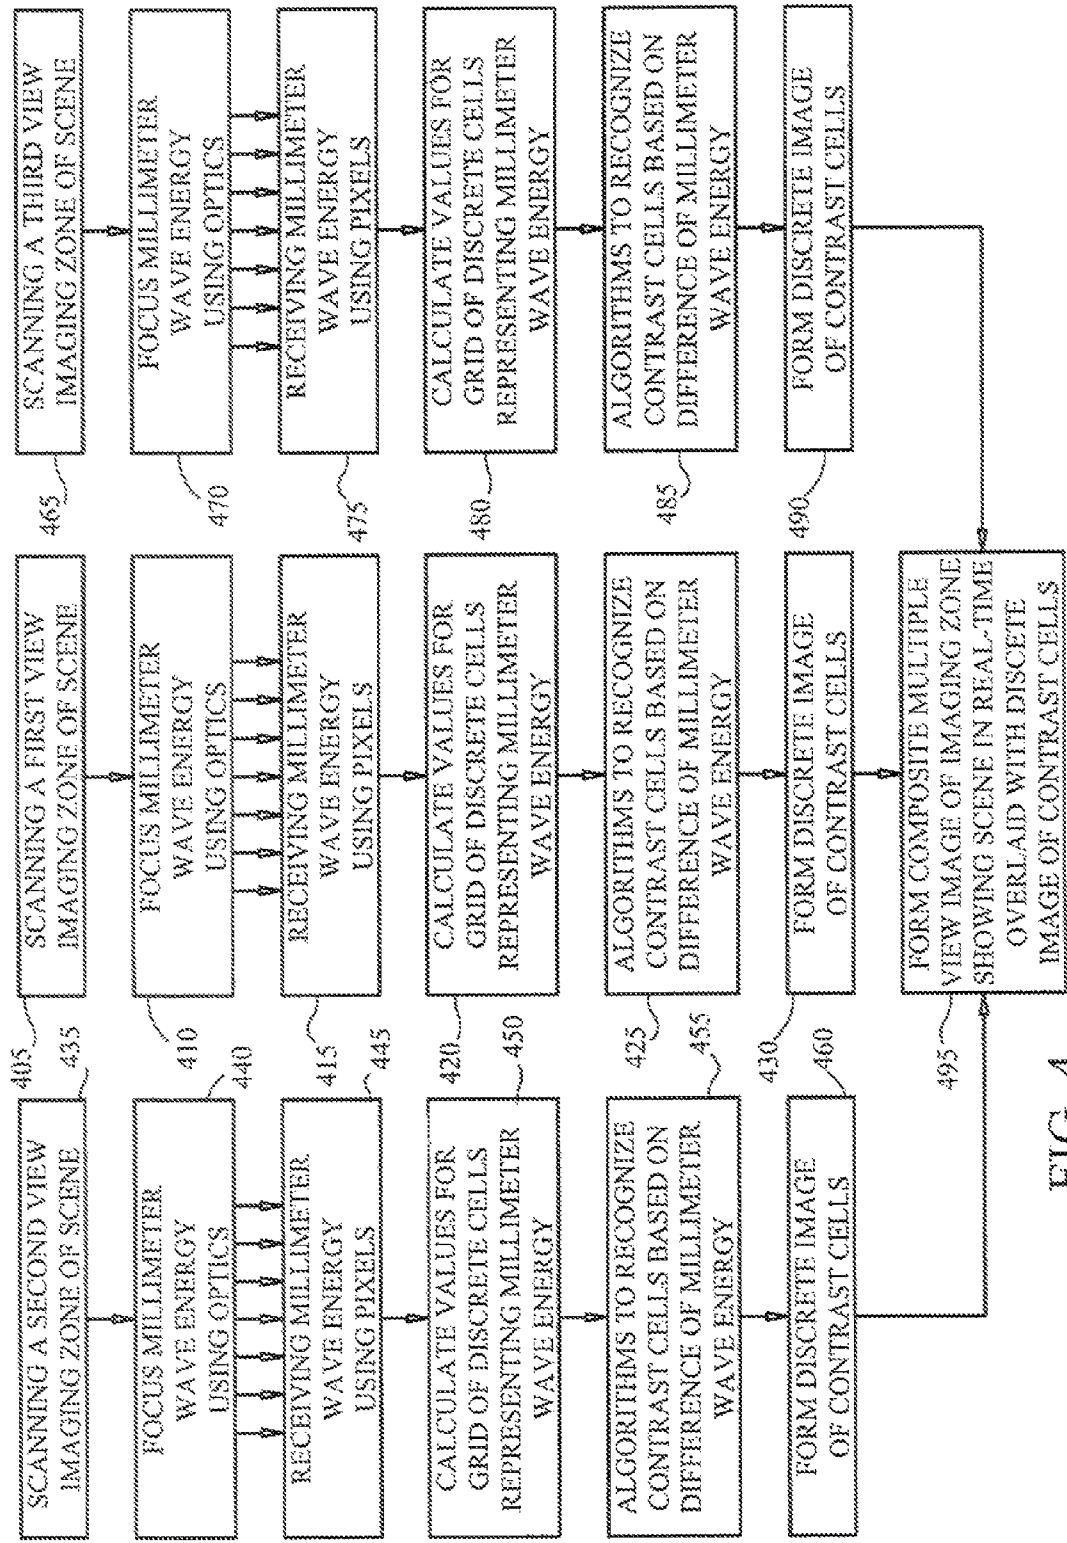 SCANNING A SECOND VIEW
IMAGING ZONE OF SCENE
435
FOCUS MILLIMETER
WAVE ENERGY
USING OPTICS
440
RECEIVING MILLIMETER
WAVE ENERGY
USING PIXELS
445
CALCULATE VALUES FOR
GRID OF DISCRETE CELLS
REPRESENTING MILLIMETER
WAVE ENERGY
450
ALGORITHMS TO RECOGNIZE
CONTRAST CELLS BASED ON
DIFFERENCE OF MILLIMETER
WAVE ENERGY
455
FORM DISCRETE IMAGE
OF CONTRAST CELLS
460
405
SCANNING A FIRST VIEW
IMAGING ZONE OF SCENE
410
FOCUS MILLIMETER
WAVE ENERGY
USING OPTICS
415
RECEIVING MILLIMETER
WAVE ENERGY
USING PIXELS
420
CALCULATE VALUES FOR
GRID OF DISCRETE CELLS
REPRESENTING MILLIMETER
WAVE ENERGY
425
ALGORITHMS TO RECOGNIZE
CONTRAST CELLS BASED ON
DIFFERENCE OF MILLIMETER
WAVE ENERGY
430
FORM DISCRETE IMAGE
OF CONTRAST CELLS
465
SCANNING A THIRD VIEW
IMAGING ZONE OF SCENE
470
FOCUS MILLIMETER
WAVE ENERGY
USING OPTICS
475
RECEIVING MILLIMETER
WAVE ENERGY
USING PIXELS
480
CALCULATE VALUES FOR
GRID OF DISCRETE CELLS
REPRESENTING MILLIMETER
WAVE ENERGY
485
ALGORITHMS TO RECOGNIZE
CONTRAST CELLS BASED ON
DIFFERENCE OF MILLIMETER
WAVE ENERGY
490
FORM DISCRETE IMAGE
OF CONTRAST CELLS
495
FORM COMPOSITE MULTIPLE
VIEW IMAGE OF IMAGING ZONE
SHOWING SCENE IN REAL-TIME
OVERLAID WITH DISCETE
IMAGE OF CONTRAST CELLS
FIG. 4